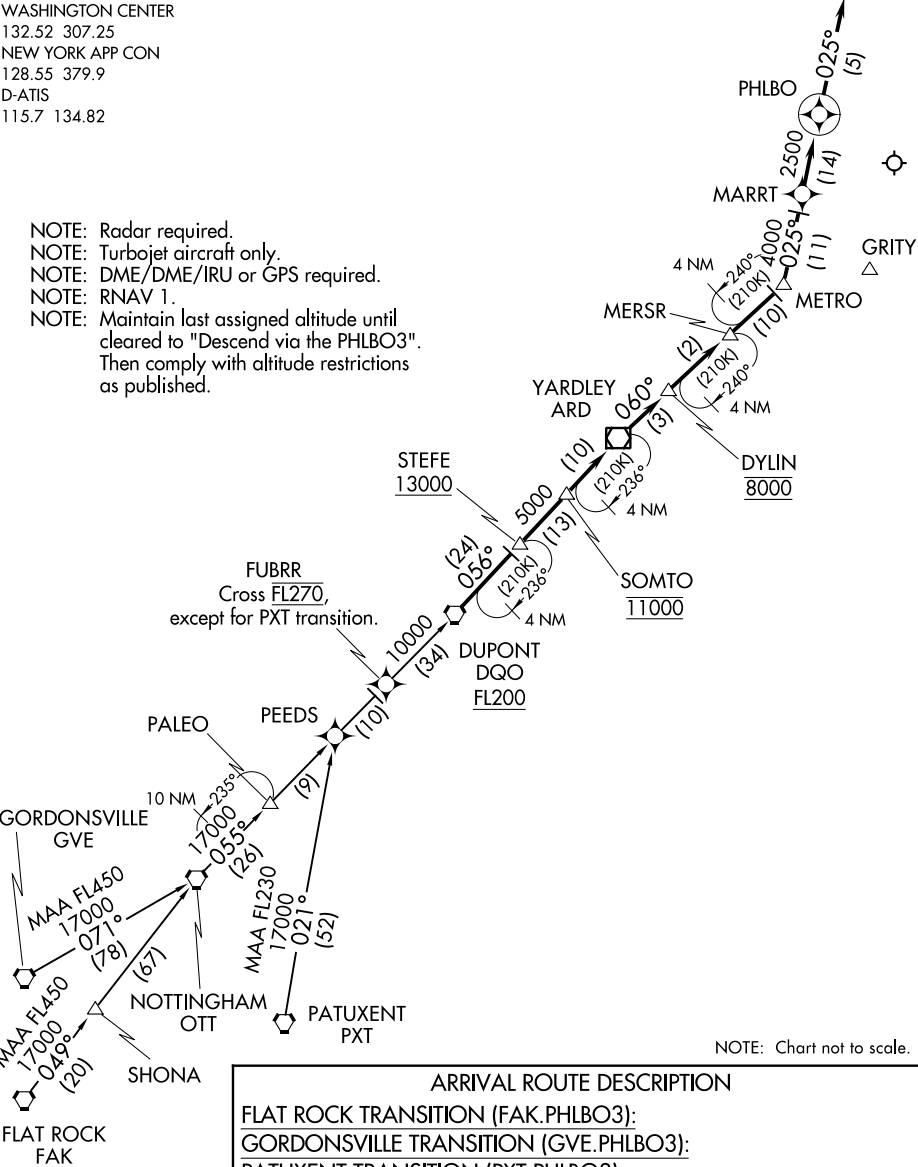 WASHINGTON CENTER
132.52 307.25
NEW YORK APP CON
128.55 379.9
D-ATIS
115.7 134.82
NOTE: Radar required.
NOTE: Turbojet aircraft only.
NOTE: DME/DME/IRU or GPS required.
NOTE: RNAV 1.
NOTE: Maintain last assigned altitude until
cleared to "Descend via the PHLBO3".
Then comply with altitude restrictions
as published.
025°
(5)
PHLBO
2500
(14)
MARRT
4000
025°
(11)
GRITY
METRO
4 NM
240°
(210K)
(10)
MERSR
(2)
(210K)
240°
4 NM
YARDLEY
ARD
060°
(3)
DYLIN
8000
(10)
(210K)
236°
4 NM
STEFE
13000
5000
(13)
SOMTO
11000
(24)
056°
(210K)
236°
4 NM
FUBRR
Cross FL270,
except for PXT transition.
10000
(34)
DUPONT
DQO
FL200
PEEDS
(10)
PALEO
(9)
10 NM
235°
17000
055°
(26)
GORDONSVILLE
GVE
MAA FL450
17000
071°
(78)
(67)
MAA FL230
17000
021°
(52)
NOTTINGHAM
OTT
PATUXENT
PXT
MAA FL450
17000
049°
(20)
SHONA
FLAT ROCK
FAK
NOTE: Chart not to scale.
ARRIVAL ROUTE DESCRIPTION
FLAT ROCK TRANSITION (FAK.PHLBO3):
GORDONSVILLE TRANSITION (GVE.PHLBO3):
PATUXENT TRANSITION (PXT.PHLBO3)